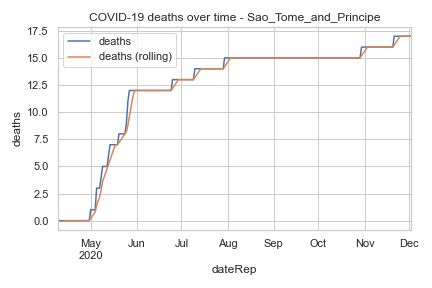 COVID-19 deaths over time - Sao_Tome_and_Principe
deaths
deaths (rolling)
17.5
15.0
12.5
10.0
7.5
5.0
2.5
0.0
deaths
May Jun Jul Aug Sep Oct Nov Dec
2020
dateRep